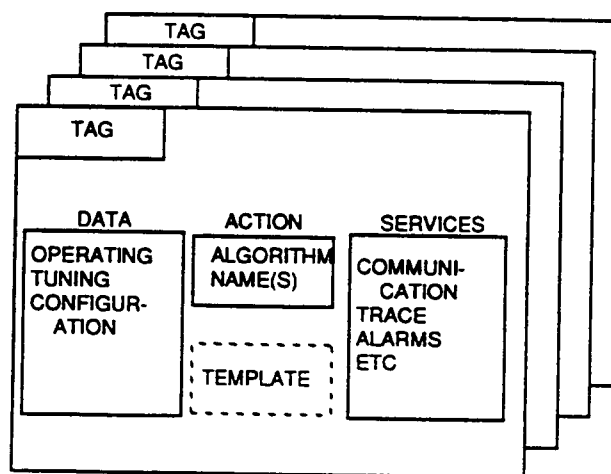 TAG
TAG
TAG
TAG
DATA
OPERATING
TUNING
CONFIGUR-
ATION
ACTION
ALGORITHM
NAME(S)
TEMPLATE
SERVICES
COMMUNI-
CATION
TRACE
ALARMS
ETC